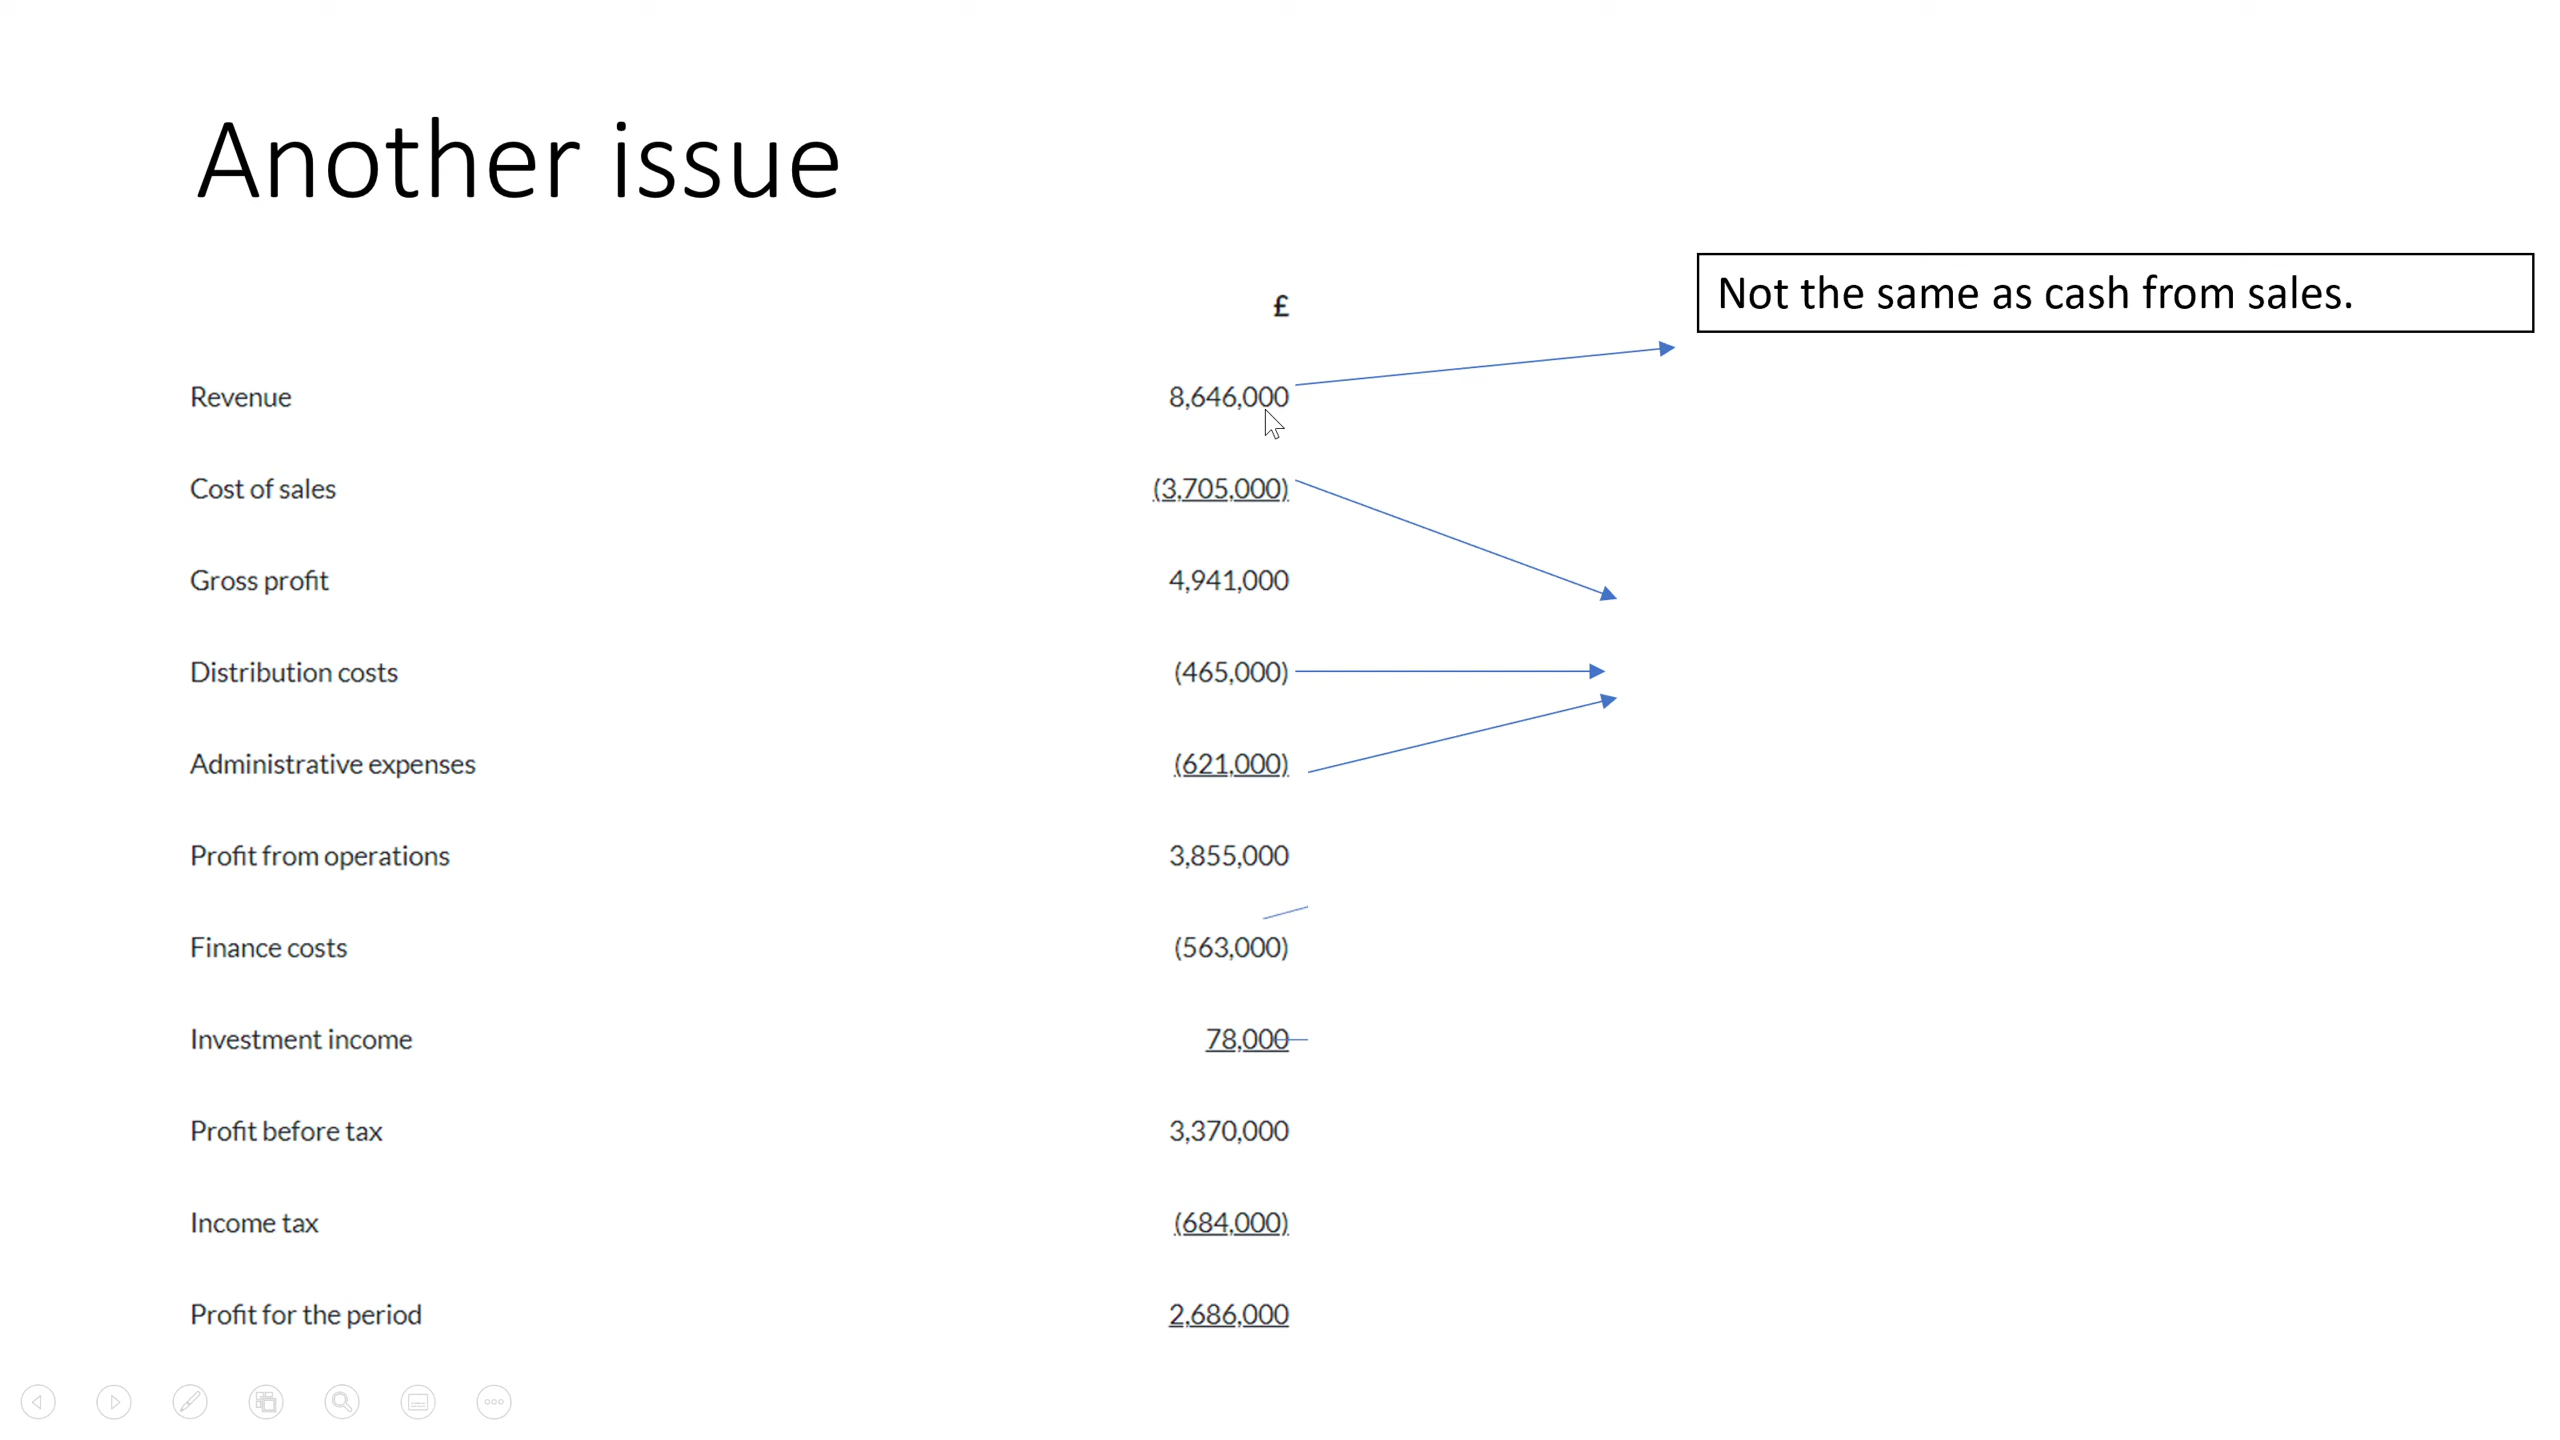 Another issue
Not the same as cash from sales.
£
Revenue 8,646,000
Cost of sales (3,705,000)
Gross profit 4,941,000
Distribution costs (465,000)
Administrative expenses (621,000)
Profit from operations 3,855,000
Finance costs (563,000)
Investment income 78,000
Profit before tax 3,370,000
Income tax (684,000)
Profit for the period 2,686,000